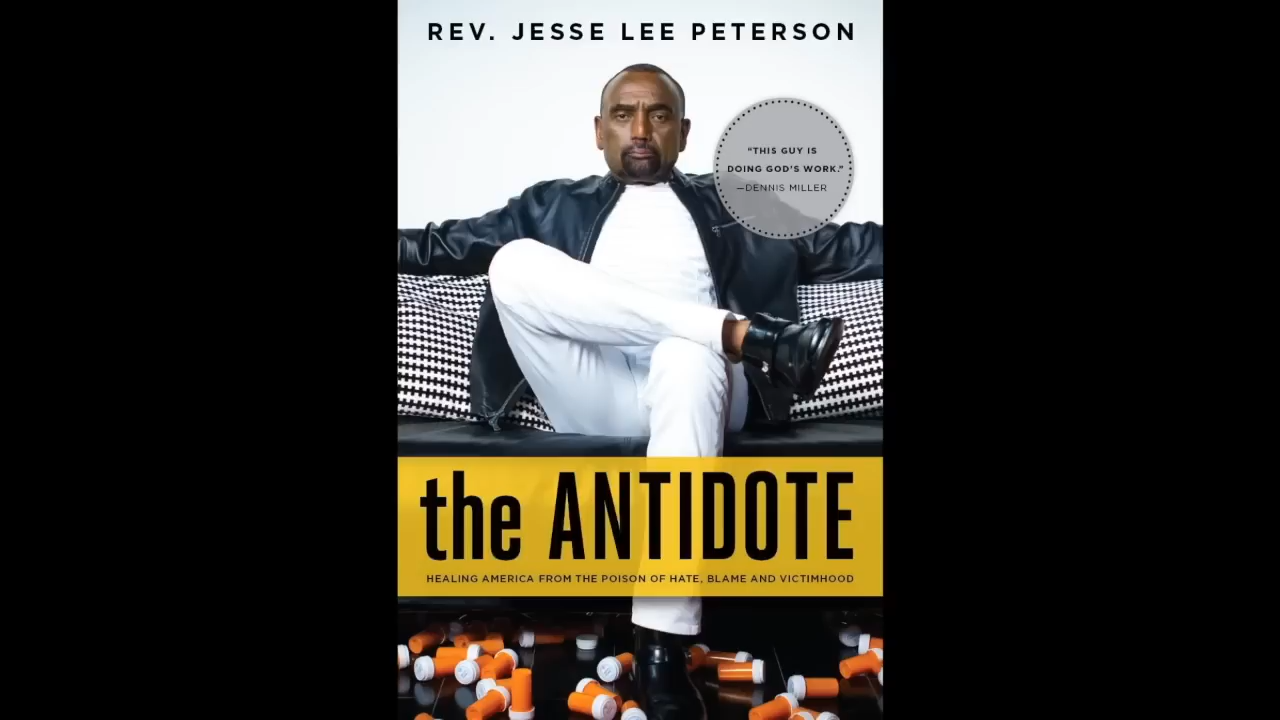 REV. JESSE LEE PETERSON
"THIS GUY IS
DOING GOD'S WORK."
—DENNIS MILLER
the ANTIDOTE
HEALING AMERICA FROM THE POISON OF HATE, BLAME AND VICTIMHOOD